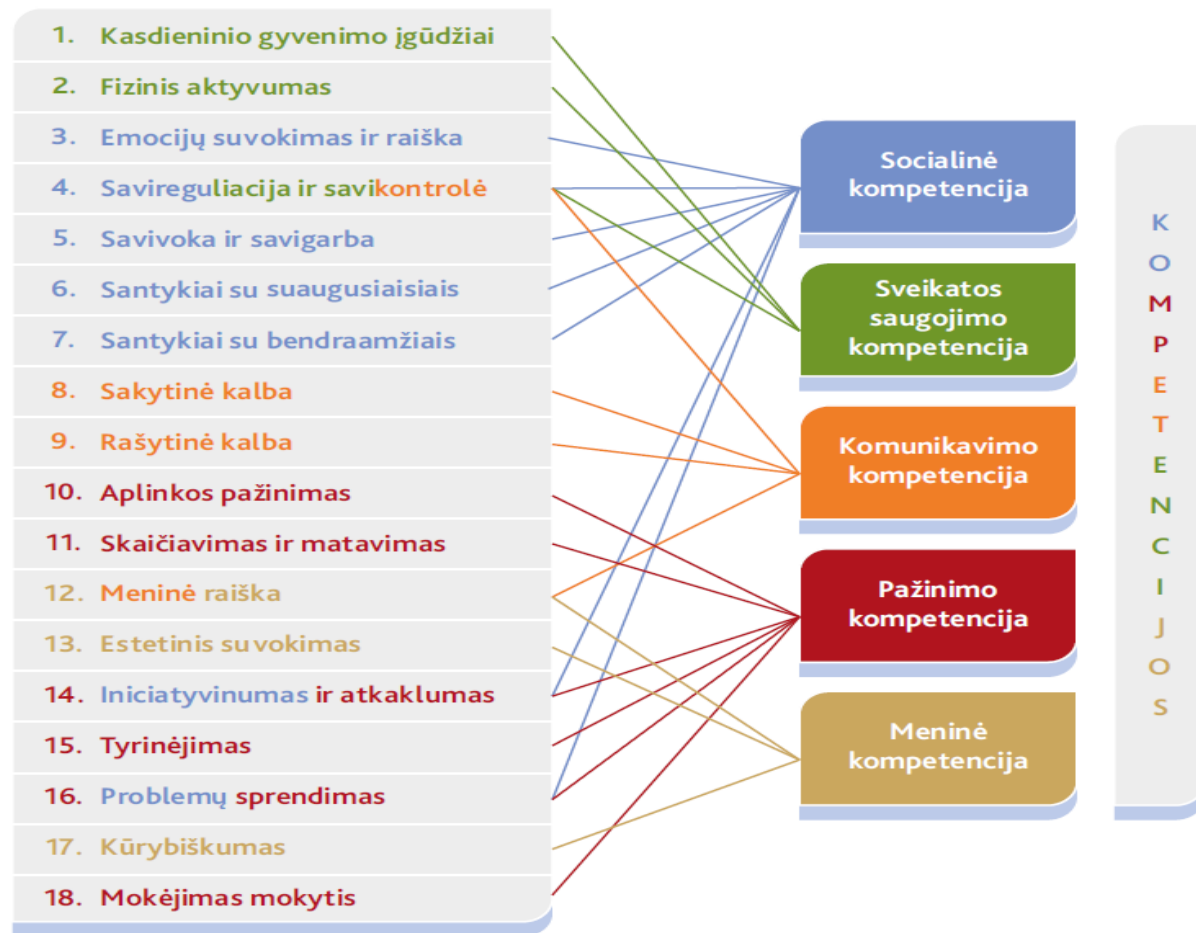 1. Kasdieninio gyvenimo įgūdžiai
2. Fizinis aktyvumas
3. Emocijų suvokimas ir raiška
4. Savireguliacija ir savikontrolė
5. Savivoka ir savigarba
6. Santykiai su suaugusiaisiais
7. Santykiai su bendraamžiais
8. Sakytinė kalba
9. Rašytinė kalba
10. Aplinkos pažinimas
11. Skaičiavimas ir matavimas
12. Meninė raiška
13. Estetinis suvokimas
14. Iniciatyvinumas ir atkaklumas
15. Tyrinėjimas
16. Problemų sprendimas
17. Kūrybiškumas
18. Mokėjimas mokytis
Socialinė
kompetencija
Sveikatos
saugojimo
kompetencija
Komunikavimo
kompetencija
Pažinimo
kompetencija
Meninė
kompetencija
KOMPETENCIJOS